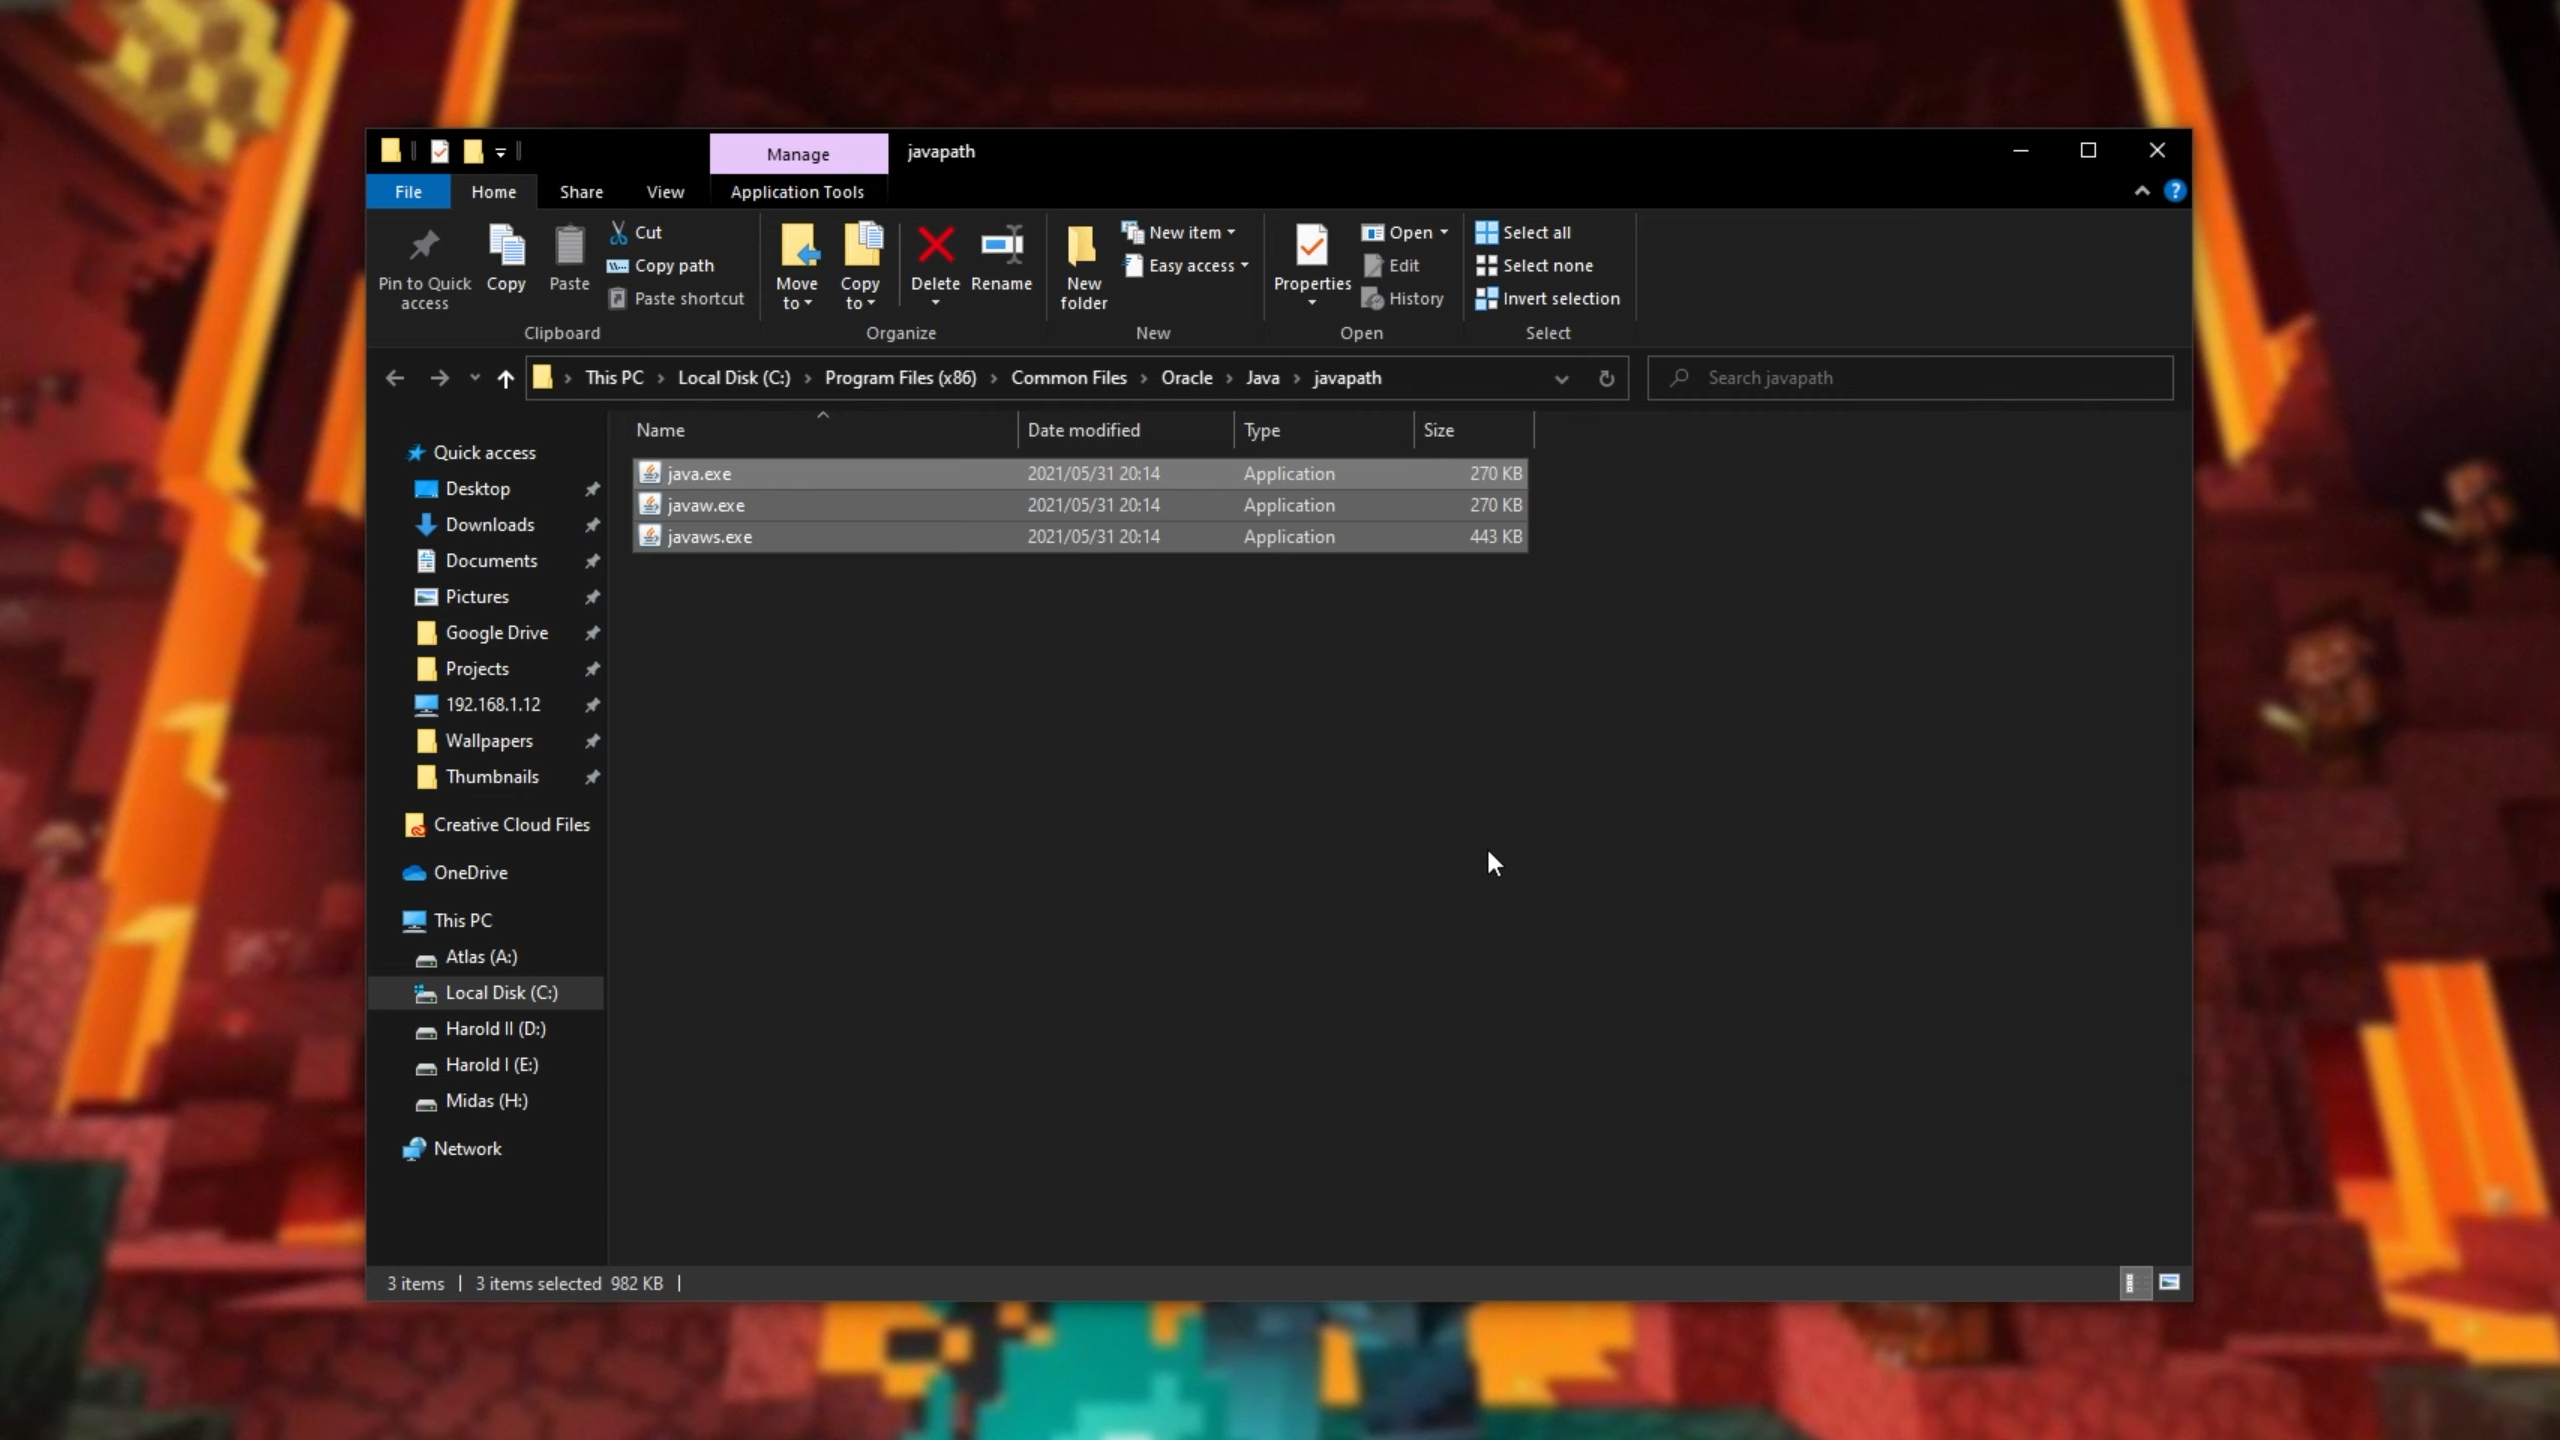 Manage
javapath
File
Home
Share
View
Application Tools
?
Pin to Quick
access
Copy
Paste
Cut
Copy path
Paste shortcut
Clipboard
Move
to
Copy
to
Delete
Rename
Organize
New
folder
New item
Easy access
New
Properties
Open
Edit
History
Open
Select all
Select none
Invert selection
Select
This PC > Local Disk (C:) > Program Files (x86) > Common Files > Oracle > Java > javapath
Search javapath
Name Date modified Type Size
java.exe 2021/05/31 20:14 Application 270 KB
javaw.exe 2021/05/31 20:14 Application 270 KB
javaws.exe 2021/05/31 20:14 Application 443 KB
Quick access
Desktop
Downloads
Documents
Pictures
Google Drive
Projects
192.168.1.12
Wallpapers
Thumbnails
Creative Cloud Files
OneDrive
This PC
Atlas (A:)
Local Disk (C:)
Harold II (D:)
Harold I (E:)
Midas (H:)
Network
3 items | 3 items selected 982 KB |